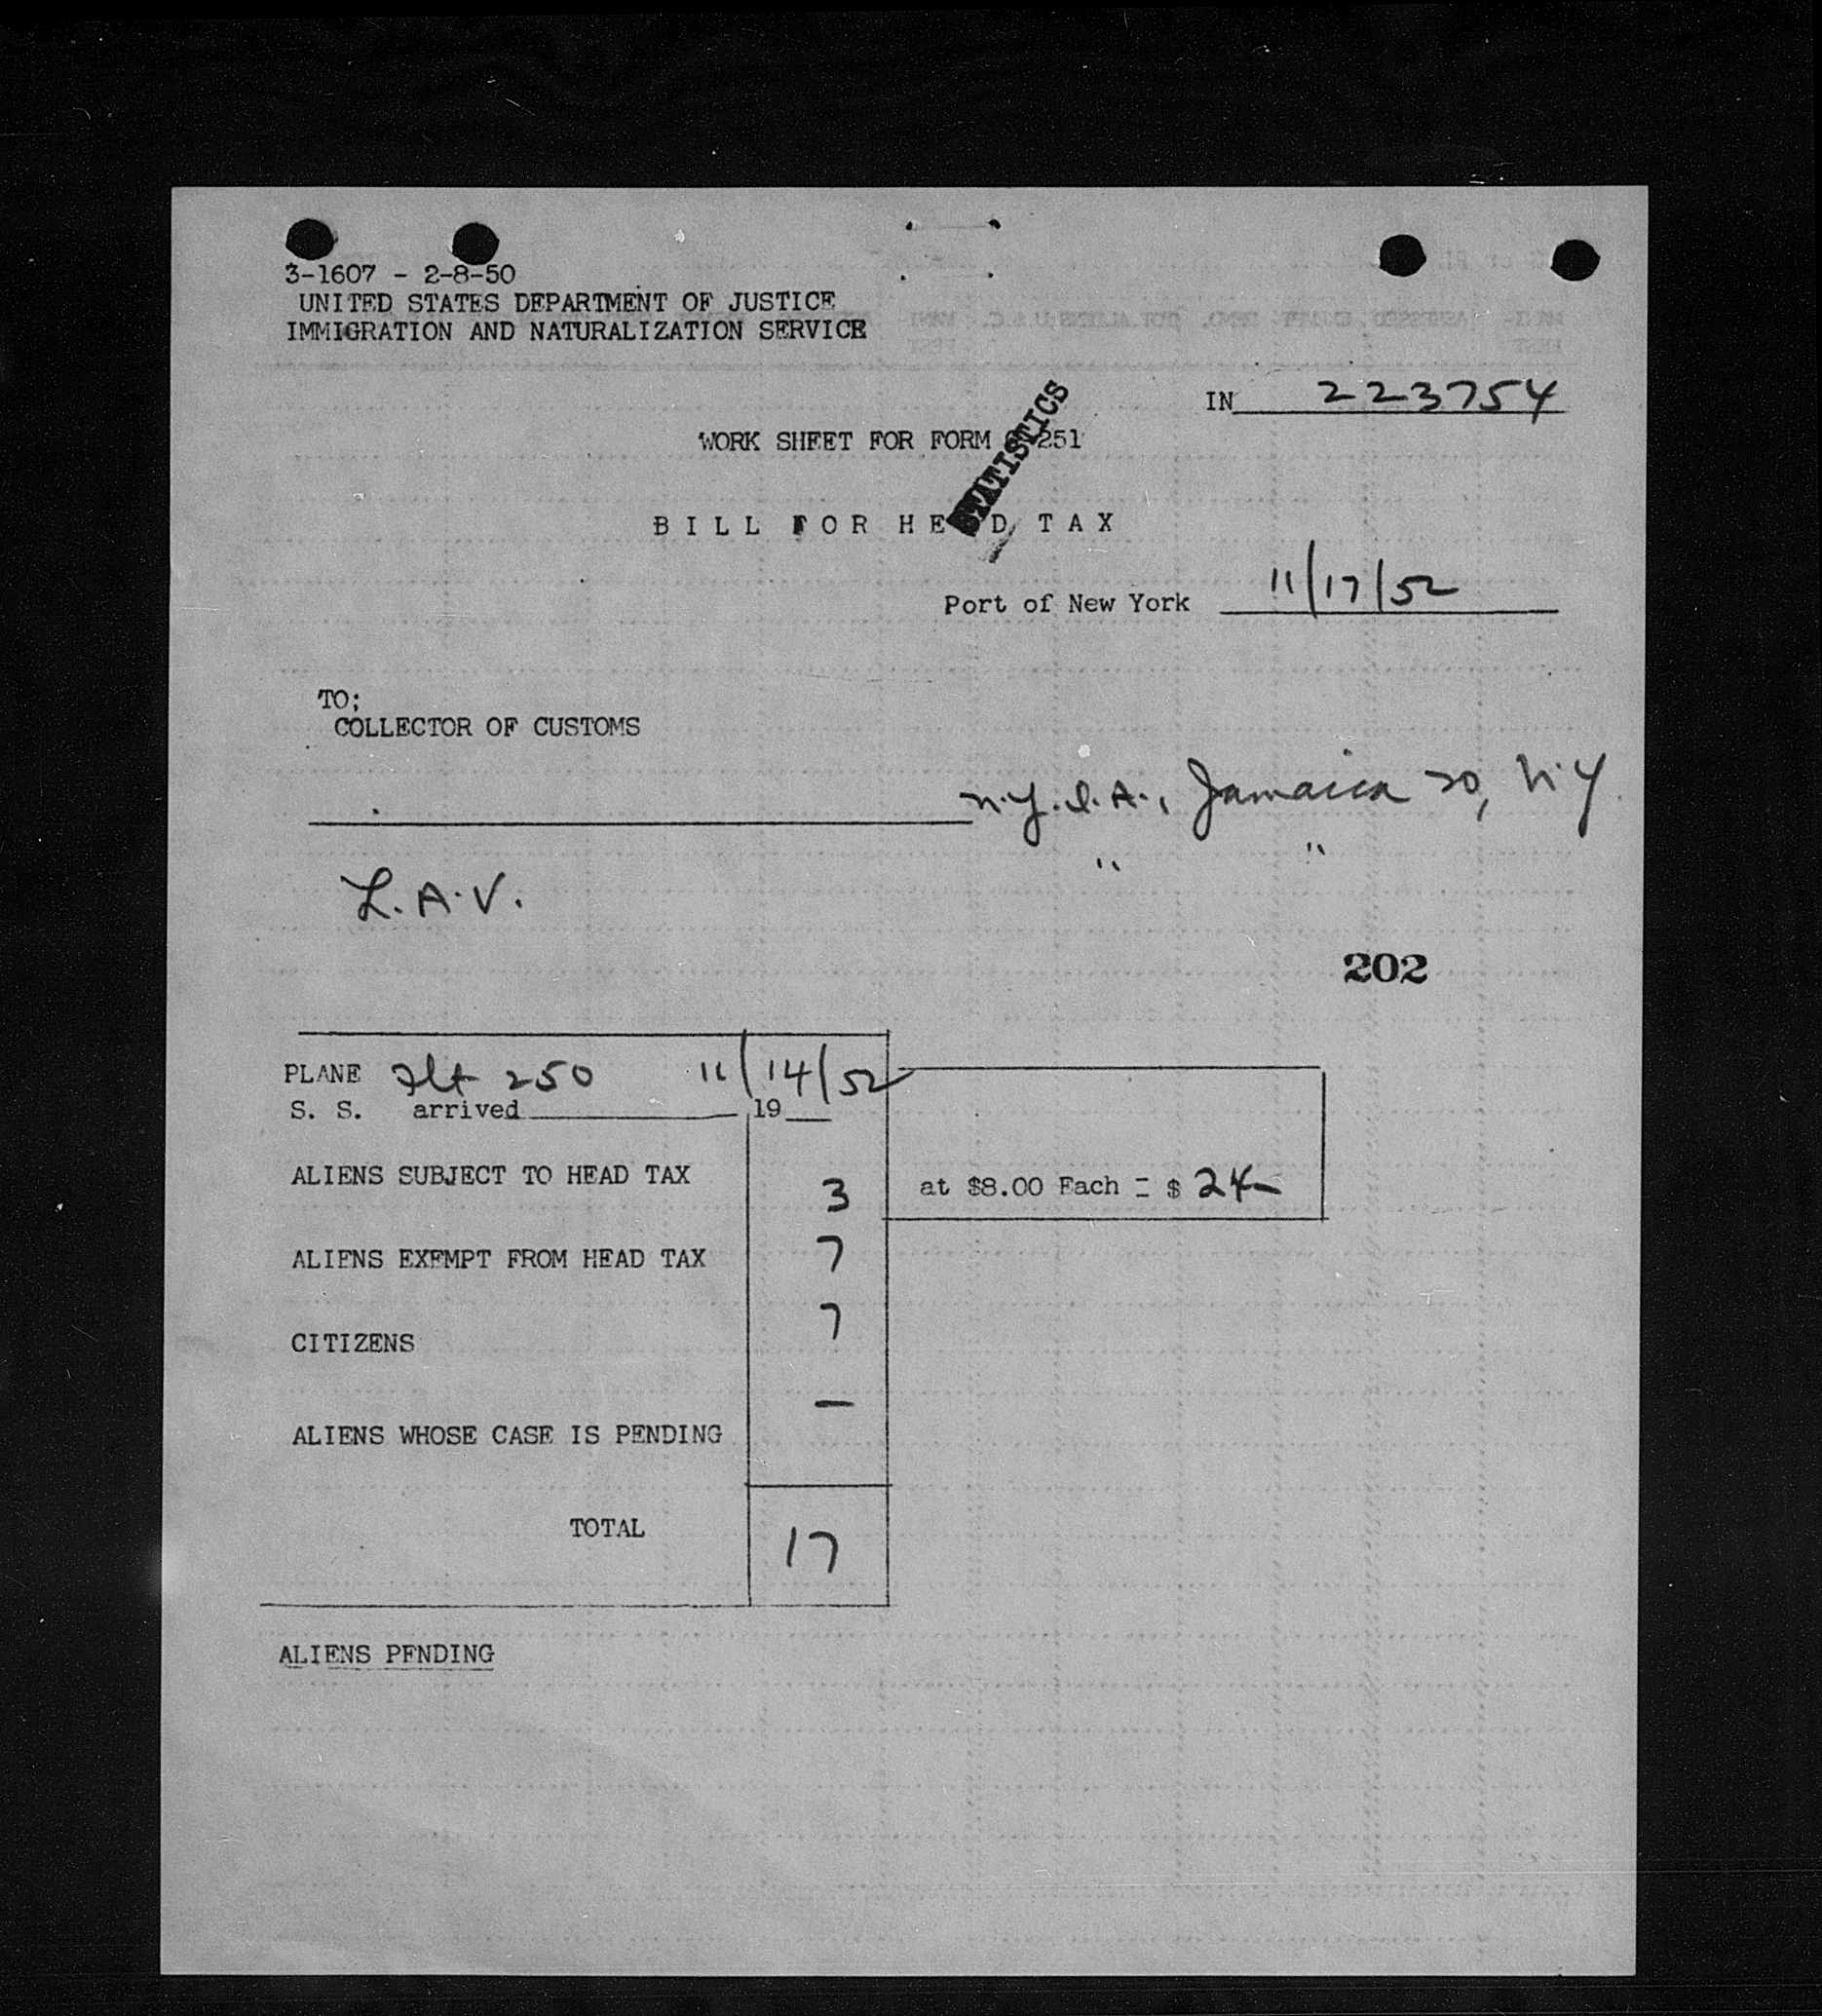 3-1607 - 2-8-50
UNITED STATES DEPARTMENT OF JUSTICE
IMMIGRATION AND NATURALIZATION SERVICE
IN 223754
STATISTICS
WORK SHEET FOR FORM 251
BILL FOR HEAD TAX
Port of New York 11/17/52
TO;
COLLECTOR OF CUSTOMS
N.Y.I.A., Jamaica 20, N.Y.
" "
L.A.V.
202
PLANE Flt 250 11/14/52
S. S. arrived 19
ALIENS SUBJECT TO HEAD TAX 3 at $8.00 Each = $ 24-
ALIENS EXEMPT FROM HEAD TAX 7
CITIZENS 7
ALIENS WHOSE CASE IS PENDING -
TOTAL 17
ALIENS PENDING